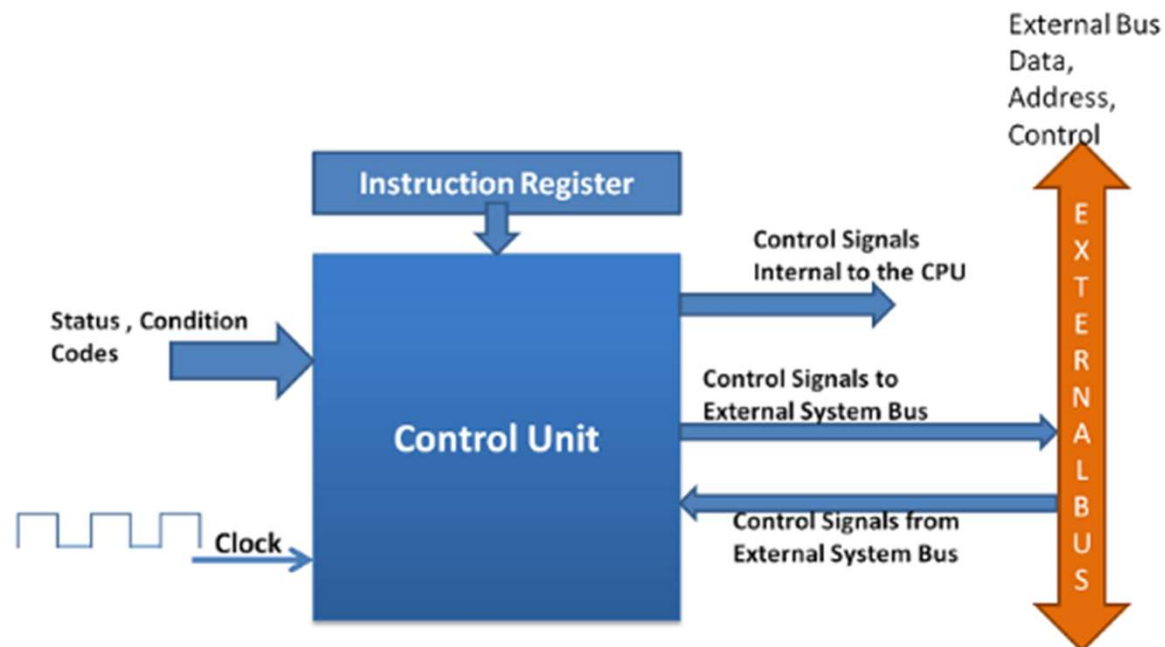 External Bus
Data,
Address,
Control
Instruction Register
Control Signals
Internal to the CPU
Status , Condition
Codes
Control Signals to
External System Bus
Control Unit
Control Signals from
External System Bus
Clock
EXTERNALBUS